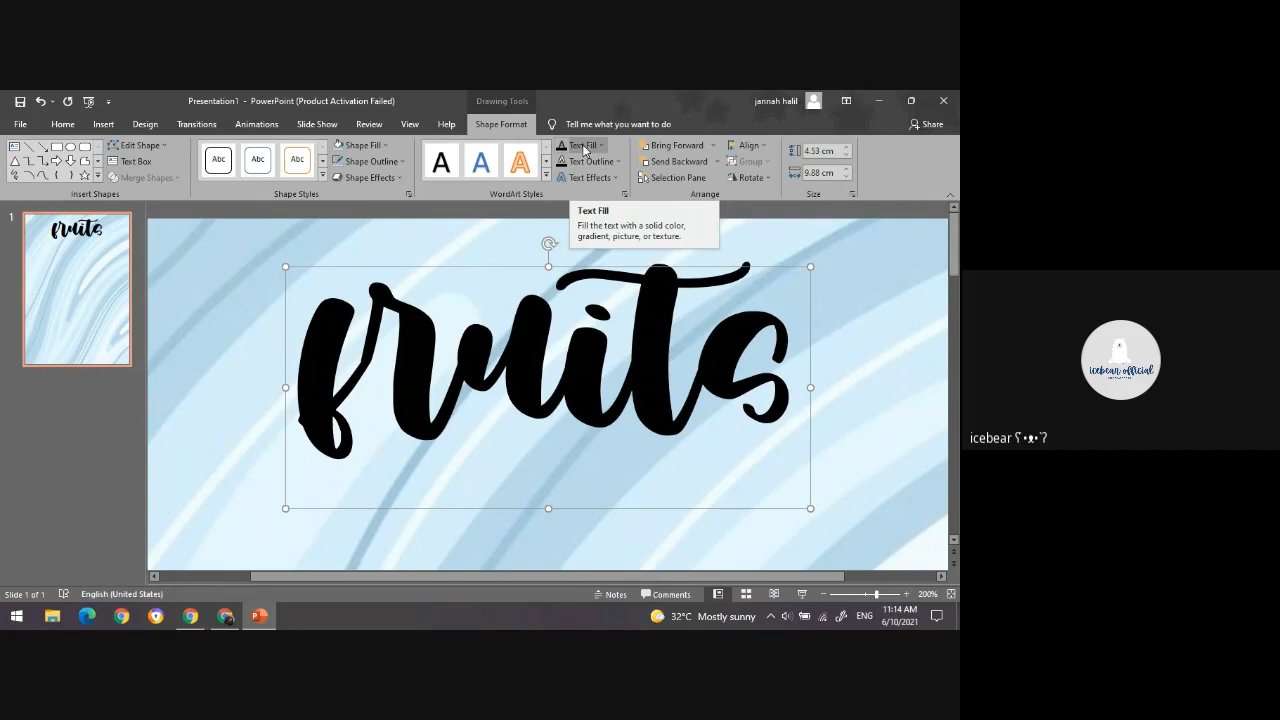 Presentation1 - PowerPoint (Product Activation Failed)
Drawing Tools
jannah halil
File Home Insert Design Transitions Animations Slide Show Review View Help Shape Format Tell me what you want to do Share
Edit Shape
Text Box
Merge Shapes
Insert Shapes
Abc Abc Abc
Shape Fill
Shape Outline
Shape Effects
Shape Styles
A A A
Text Fill
Text Outline
Text Effects
WordArt Styles
Bring Forward
Send Backward
Selection Pane
Align
Group
Rotate
Arrange
4.53 cm
9.88 cm
Size
Text Fill
Fill the text with a solid color,
gradient, picture, or texture.
1
fruits
fruits
icebear official
icebear ʕ•ᴥ•ʔ
Slide 1 of 1 English (United States) Notes Comments 200%
32°C Mostly sunny ENG
11:14 AM
6/10/2021